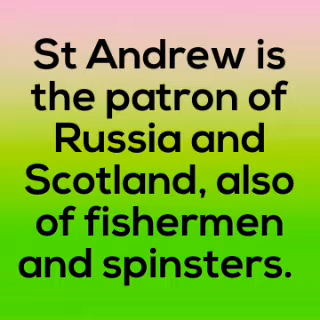 St Andrew is
the patron of
Russia and
Scotland, also
of fishermen
and spinsters.